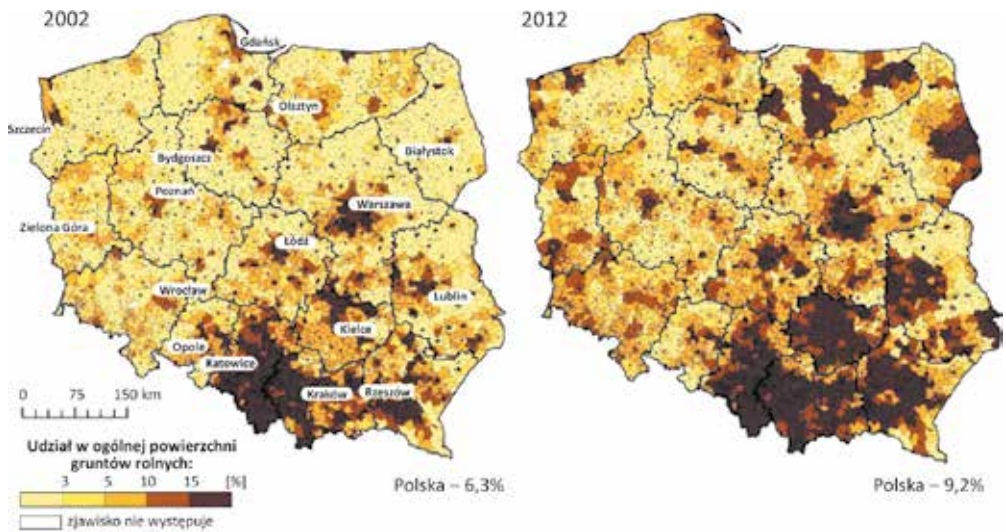 2002
2012
Gdańsk
Olsztyn
Szczecin
Białystok
Bydgoszcz
Poznań
Warszawa
Zielona Góra
Łódź
Wrocław
Lublin
Kielce
Opole
Katowice
Kraków
Rzeszów
0 75 150 km
Udział w ogólnej powierzchni
gruntów rolnych:
3 5 10 15 [%]
zjawisko nie występuje
Polska – 6,3%
Polska – 9,2%